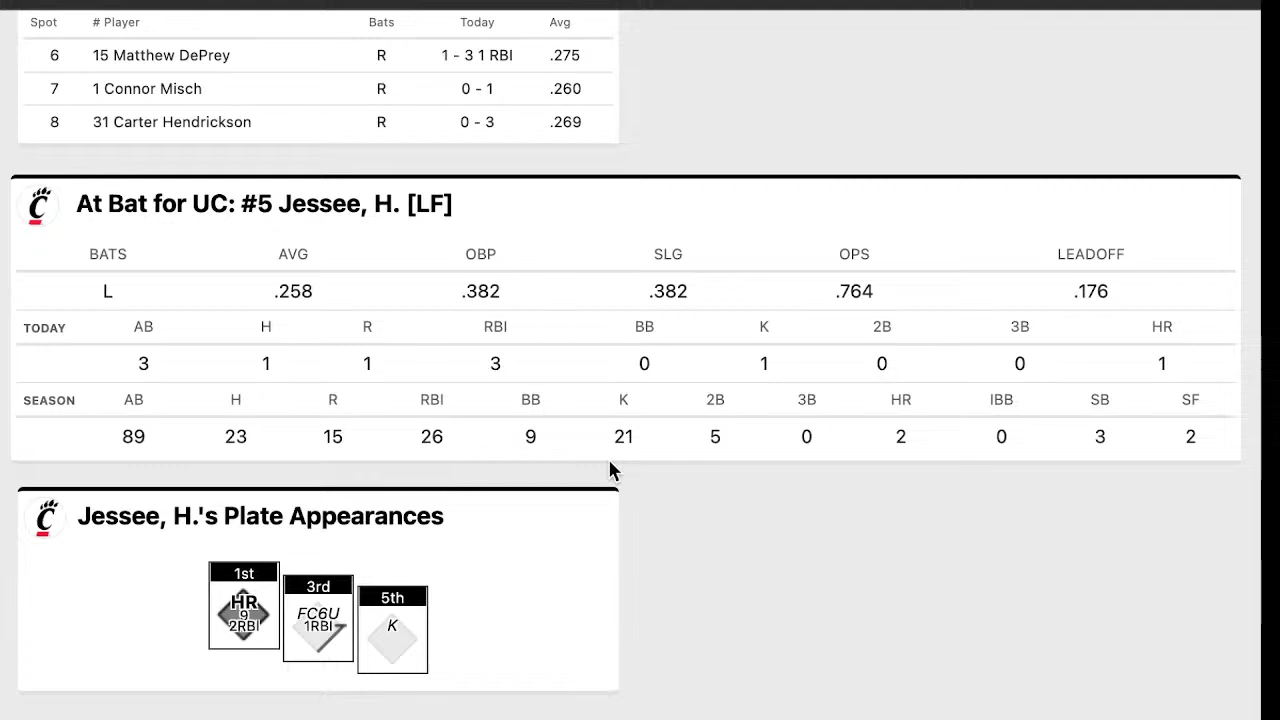 Spot # Player Bats Today Avg
6 15 Matthew DePrey R 1 - 3 1 RBI .275
7 1 Connor Misch R 0 - 1 .260
8 31 Carter Hendrickson R 0 - 3 .269
C At Bat for UC: #5 Jessee, H. [LF]
BATS AVG OBP SLG OPS LEADOFF
L .258 .382 .382 .764 .176
TODAY AB H R RBI BB K 2B 3B HR
3 1 1 3 0 1 0 0 1
SEASON AB H R RBI BB K 2B 3B HR IBB SB SF
89 23 15 26 9 21 5 0 2 0 3 2
C Jessee, H.'s Plate Appearances
1st 3rd 5th
HR FC6U K
9 1RBI
2RBI